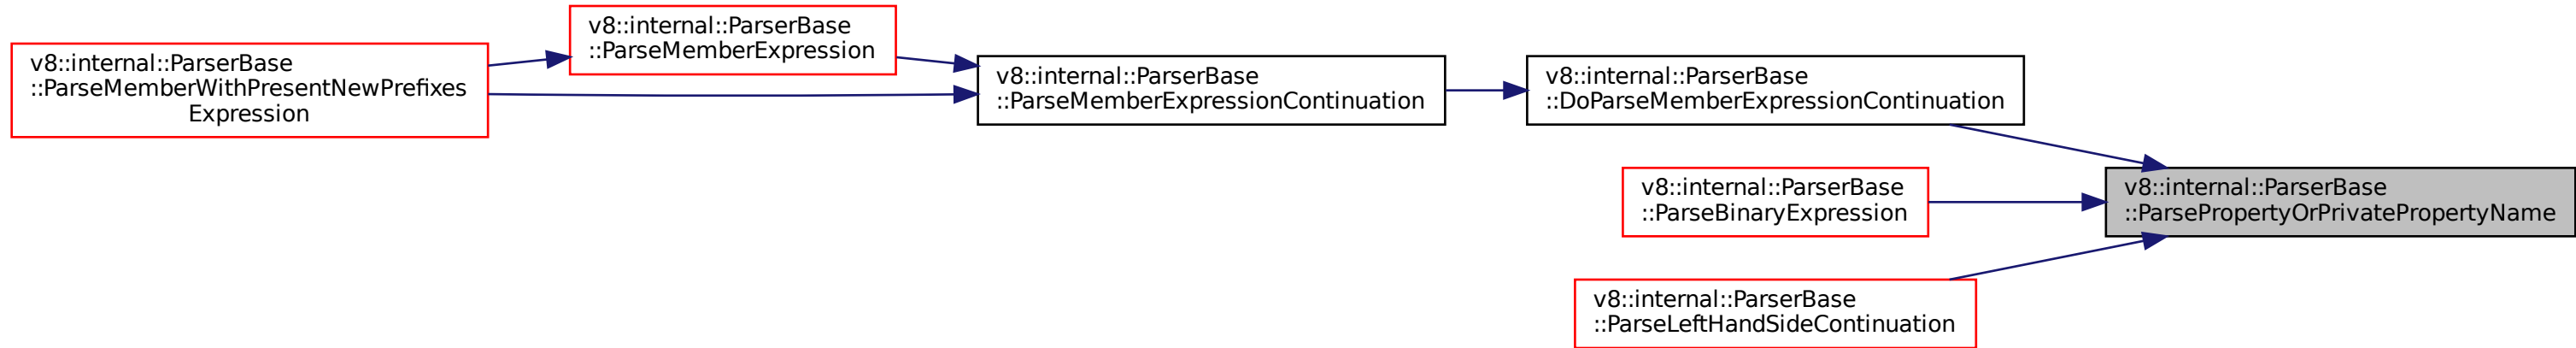 v8::internal::ParserBase
::ParseMemberWithPresentNewPrefixes
Expression
v8::internal::ParserBase
::ParseMemberExpression
v8::internal::ParserBase
::ParseMemberExpressionContinuation
v8::internal::ParserBase
::DoParseMemberExpressionContinuation
v8::internal::ParserBase
::ParseBinaryExpression
v8::internal::ParserBase
::ParseLeftHandSideContinuation
v8::internal::ParserBase
::ParsePropertyOrPrivatePropertyName